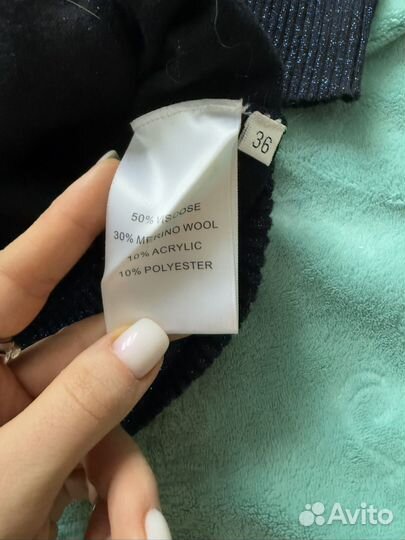 36
50% VISCOSE
30% MERINO WOOL
10% ACRYLIC
10% POLYESTER
Avito